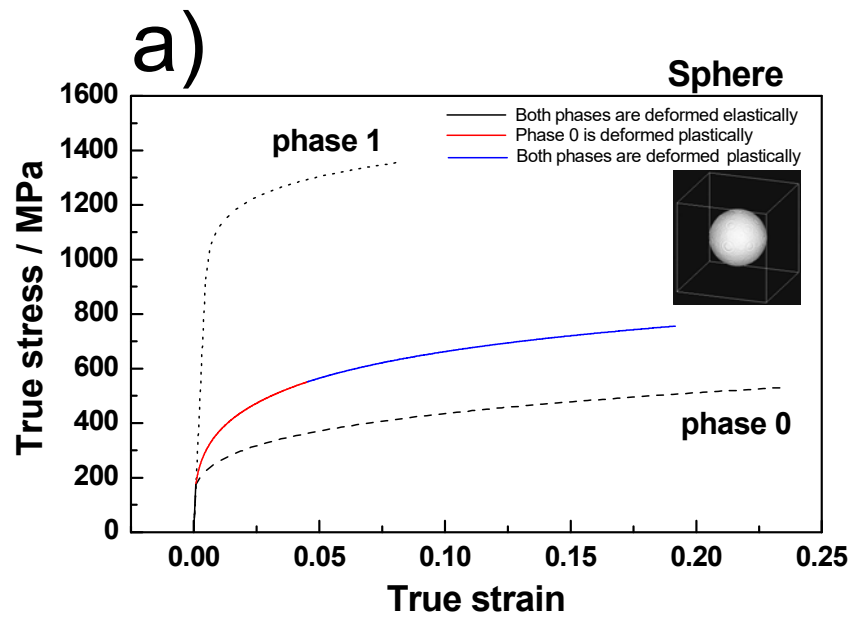 a)
Sphere
1600
1400
1200
1000
800
600
400
200
0
True stress / MPa
Both phases are deformed elastically
Phase 0 is deformed plastically
Both phases are deformed plastically
phase 1
phase 0
0.00 0.05 0.10 0.15 0.20 0.25
True strain